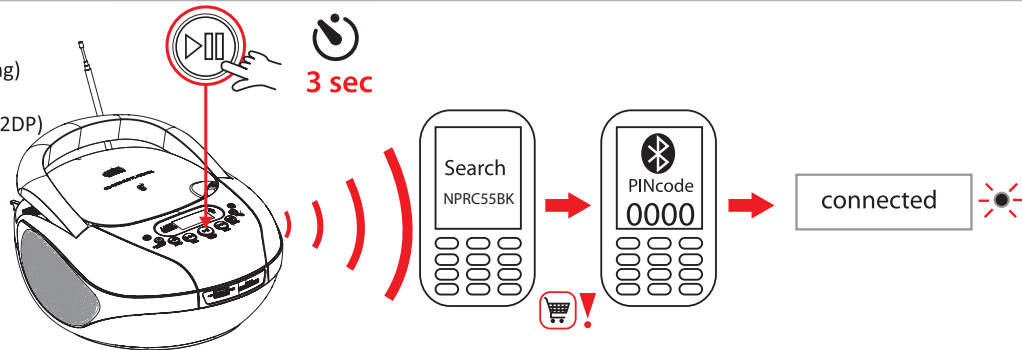 ng)
2DP)
3 sec
Search
NPRC55BK
PINcode
0000
connected